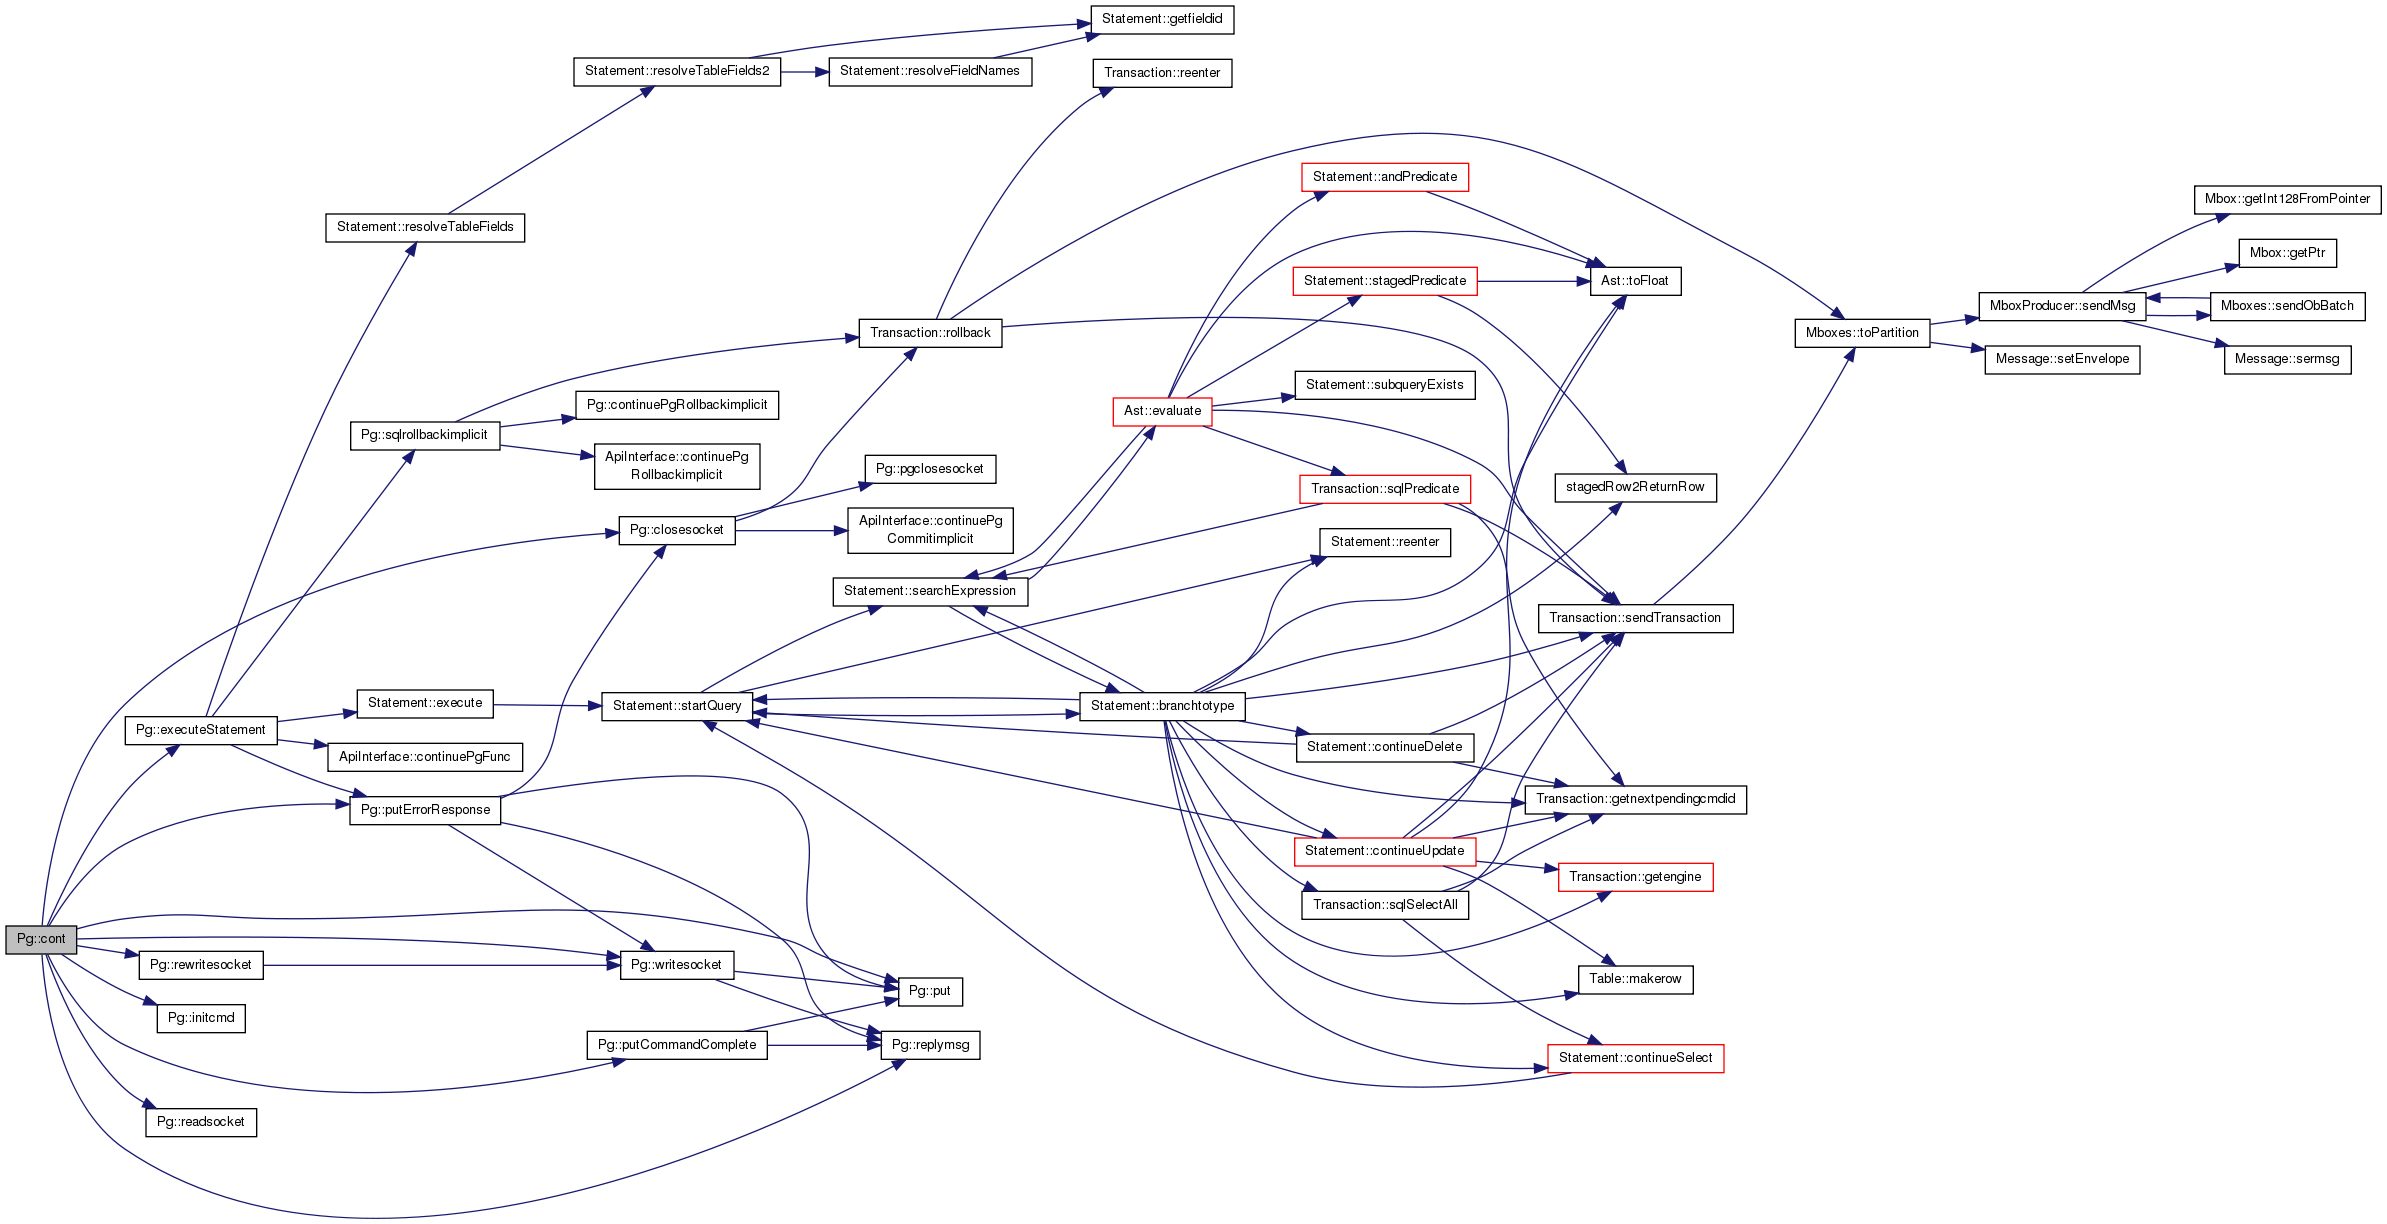 Statement::getfieldid
Statement::resolveTableFields2
Statement::resolveFieldNames
Transaction::reenter
Statement::andPredicate
Mbox::getInt128FromPointer
Statement::resolveTableFields
Mbox::getPtr
Statement::stagedPredicate
Ast::toFloat
MboxProducer::sendMsg
Mboxes::sendObBatch
Transaction::rollback
Mboxes::toPartition
Message::setEnvelope
Message::sermsg
Statement::subqueryExists
Pg::continuePgRollbackimplicit
Ast::evaluate
Pg::sqlrollbackimplicit
ApiInterface::continuePg
Rollbackimplicit
Pg::pgclosesocket
Transaction::sqlPredicate
stagedRow2ReturnRow
Pg::closesocket
ApiInterface::continuePg
Commitimplicit
Statement::reenter
Statement::searchExpression
Transaction::sendTransaction
Statement::execute
Statement::startQuery
Statement::branchtotype
Pg::executeStatement
Statement::continueDelete
ApiInterface::continuePgFunc
Pg::putErrorResponse
Transaction::getnextpendingcmdid
Statement::continueUpdate
Transaction::getengine
Transaction::sqlSelectAll
Pg::cont
Pg::rewritesocket
Pg::writesocket
Table::makerow
Pg::put
Pg::initcmd
Pg::putCommandComplete
Pg::replymsg
Statement::continueSelect
Pg::readsocket